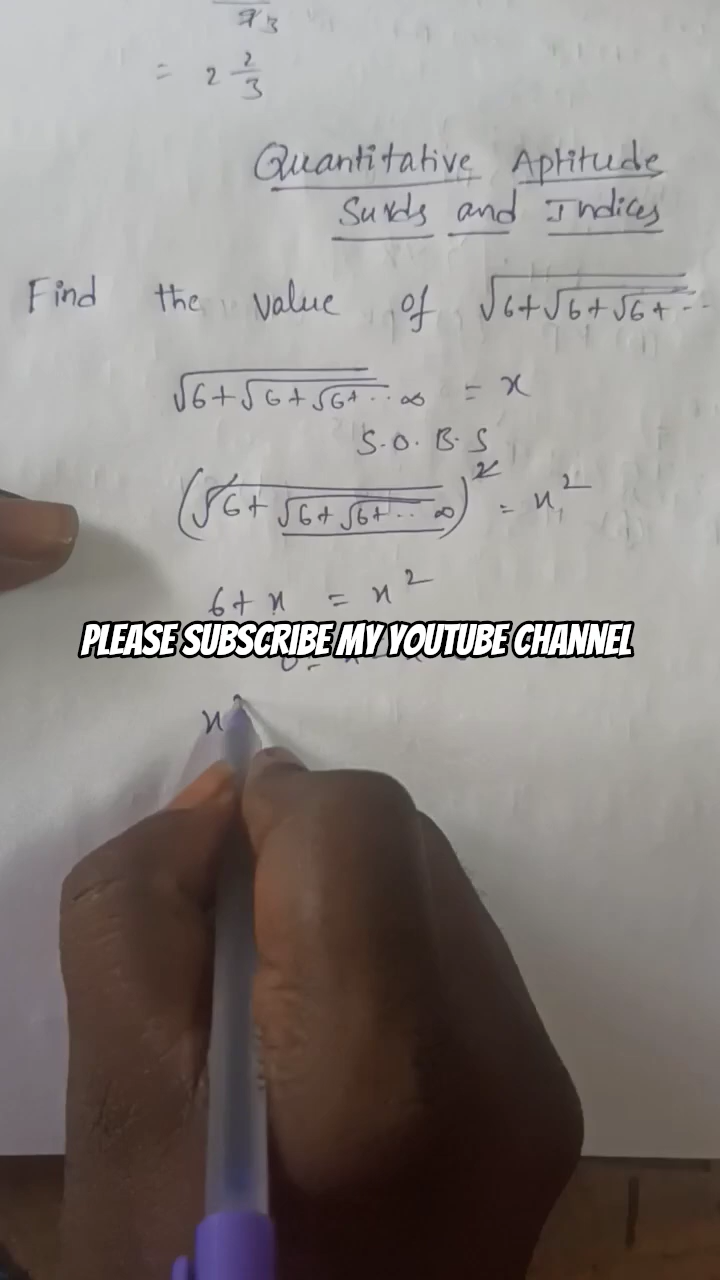 = 2 2/3
Quantitative Aptitude
Surds and Indices
Find the value of √6+√6+√6+...
√6+√6+√6+... ∞ = x
S.O.B.S
(√6+√6+√6+... ∞)² = x²
6+x = x²
PLEASE SUBSCRIBE MY YOUTUBE CHANNEL
x²